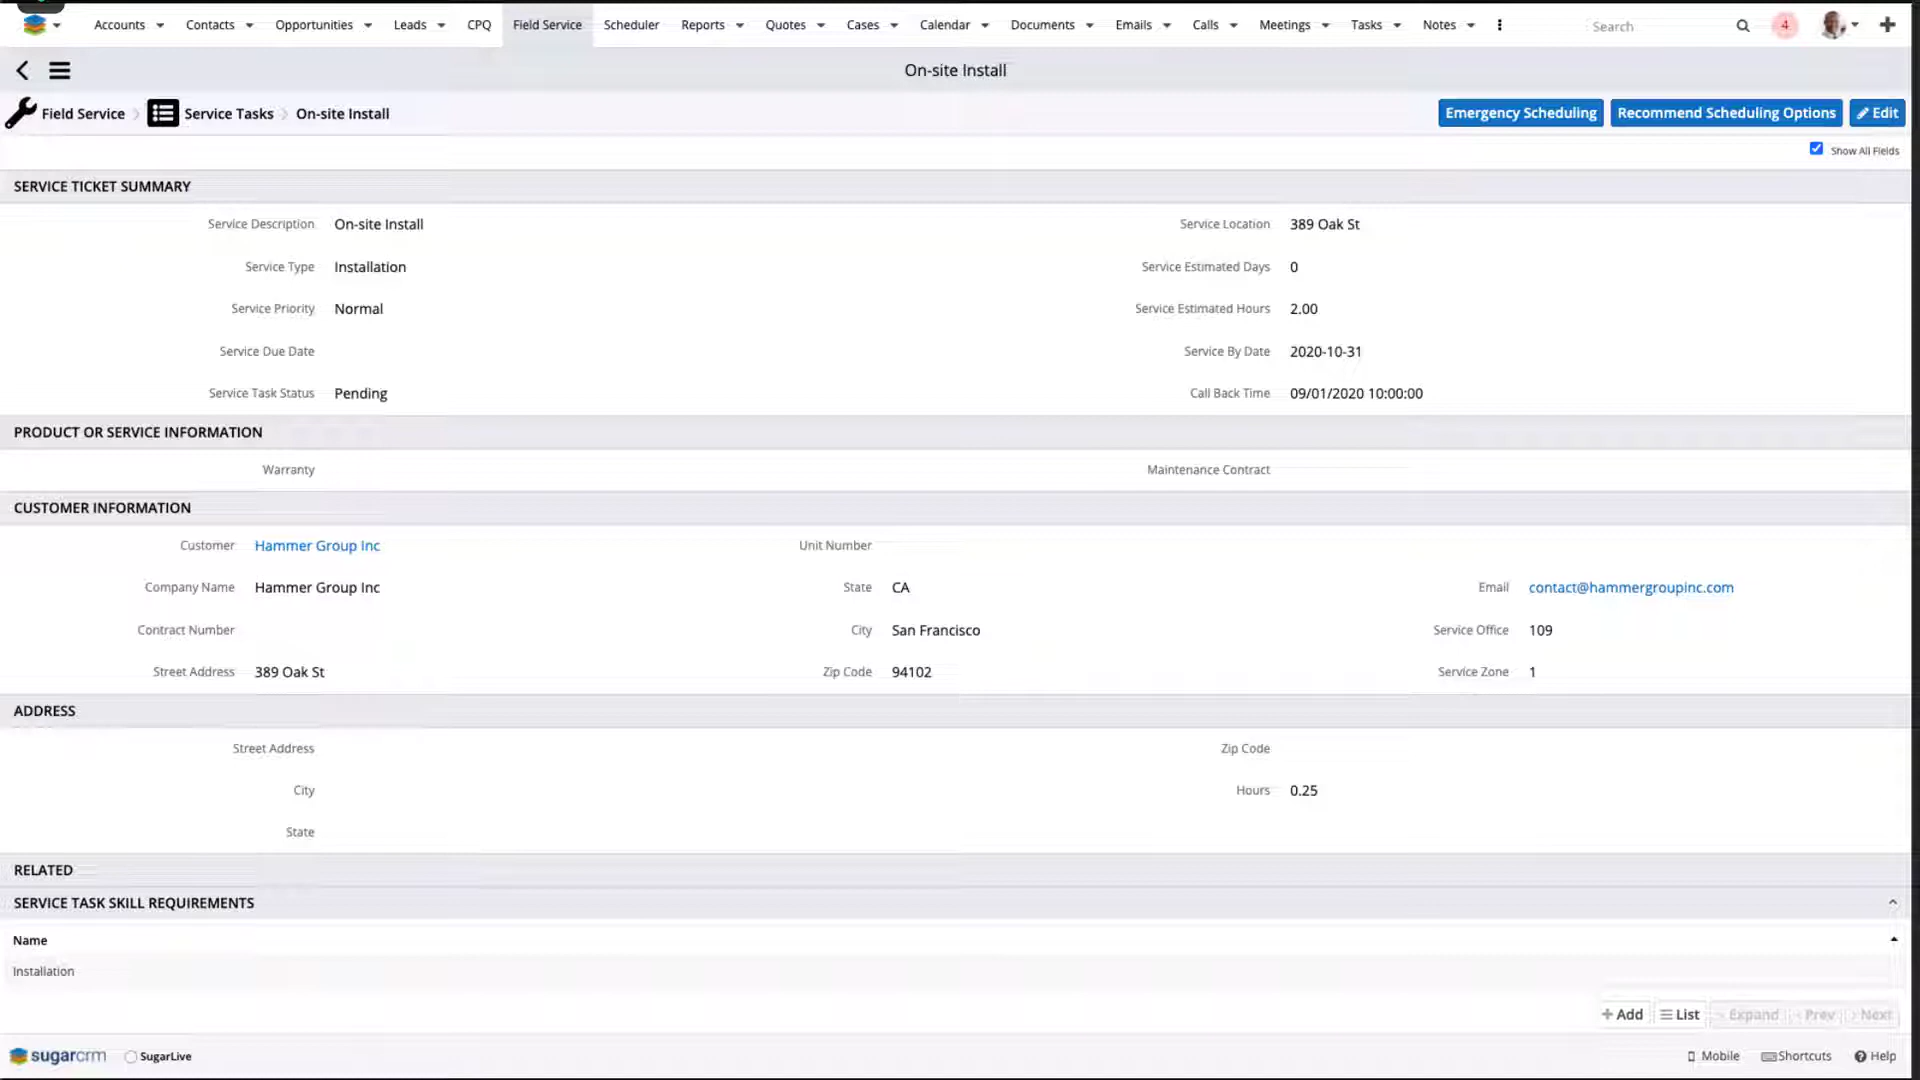 Accounts Contacts Opportunities Leads CPQ Field Service Scheduler Reports Quotes Cases Calendar Documents Emails Calls Meetings Tasks Notes Search 4
On-site Install
Field Service Service Tasks On-site Install Emergency Scheduling Recommend Scheduling Options Edit
Show All Fields
SERVICE TICKET SUMMARY
Service Description On-site Install Service Location 389 Oak St
Service Type Installation Service Estimated Days 0
Service Priority Normal Service Estimated Hours 2.00
Service Due Date Service By Date 2020-10-31
Service Task Status Pending Call Back Time 09/01/2020 10:00:00
PRODUCT OR SERVICE INFORMATION
Warranty Maintenance Contract
CUSTOMER INFORMATION
Customer Hammer Group Inc Unit Number
Company Name Hammer Group Inc State CA Email contact@hammergroupinc.com
Contract Number City San Francisco Service Office 109
Street Address 389 Oak St Zip Code 94102 Service Zone 1
ADDRESS
Street Address Zip Code
City Hours 0.25
State
RELATED
SERVICE TASK SKILL REQUIREMENTS
Name
Installation
+ Add List Expand Prev Next
sugarcrm SugarLive Mobile Shortcuts Help